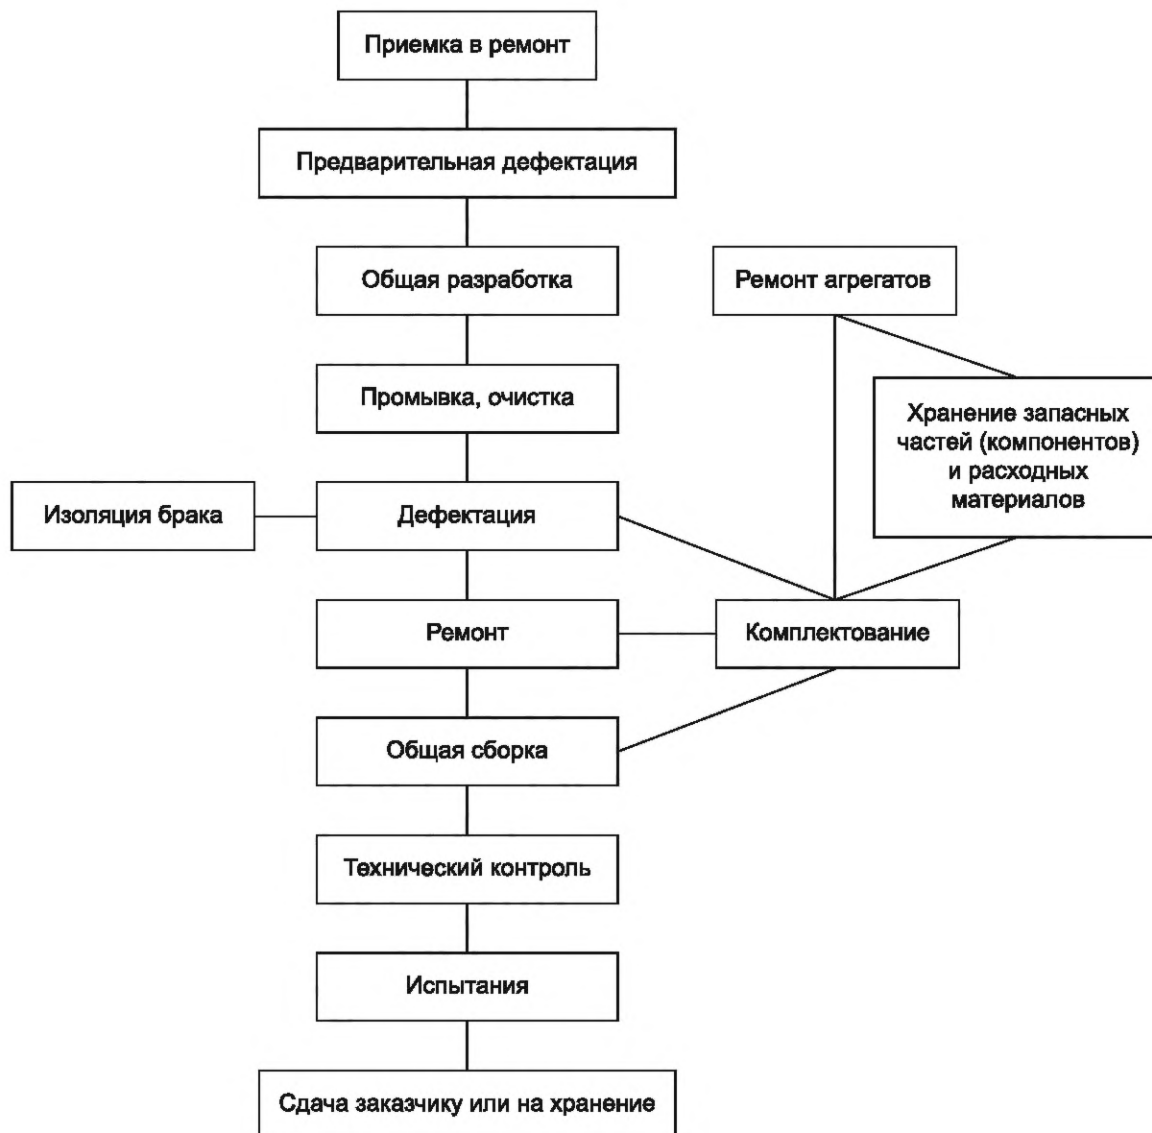 Приемка в ремонт
Предварительная дефектация
Общая разработка
Ремонт агрегатов
Промывка, очистка
Хранение запасных
частей (компонентов)
и расходных
материалов
Изоляция брака
Дефектация
Ремонт
Комплектование
Общая сборка
Технический контроль
Испытания
Сдача заказчику или на хранение